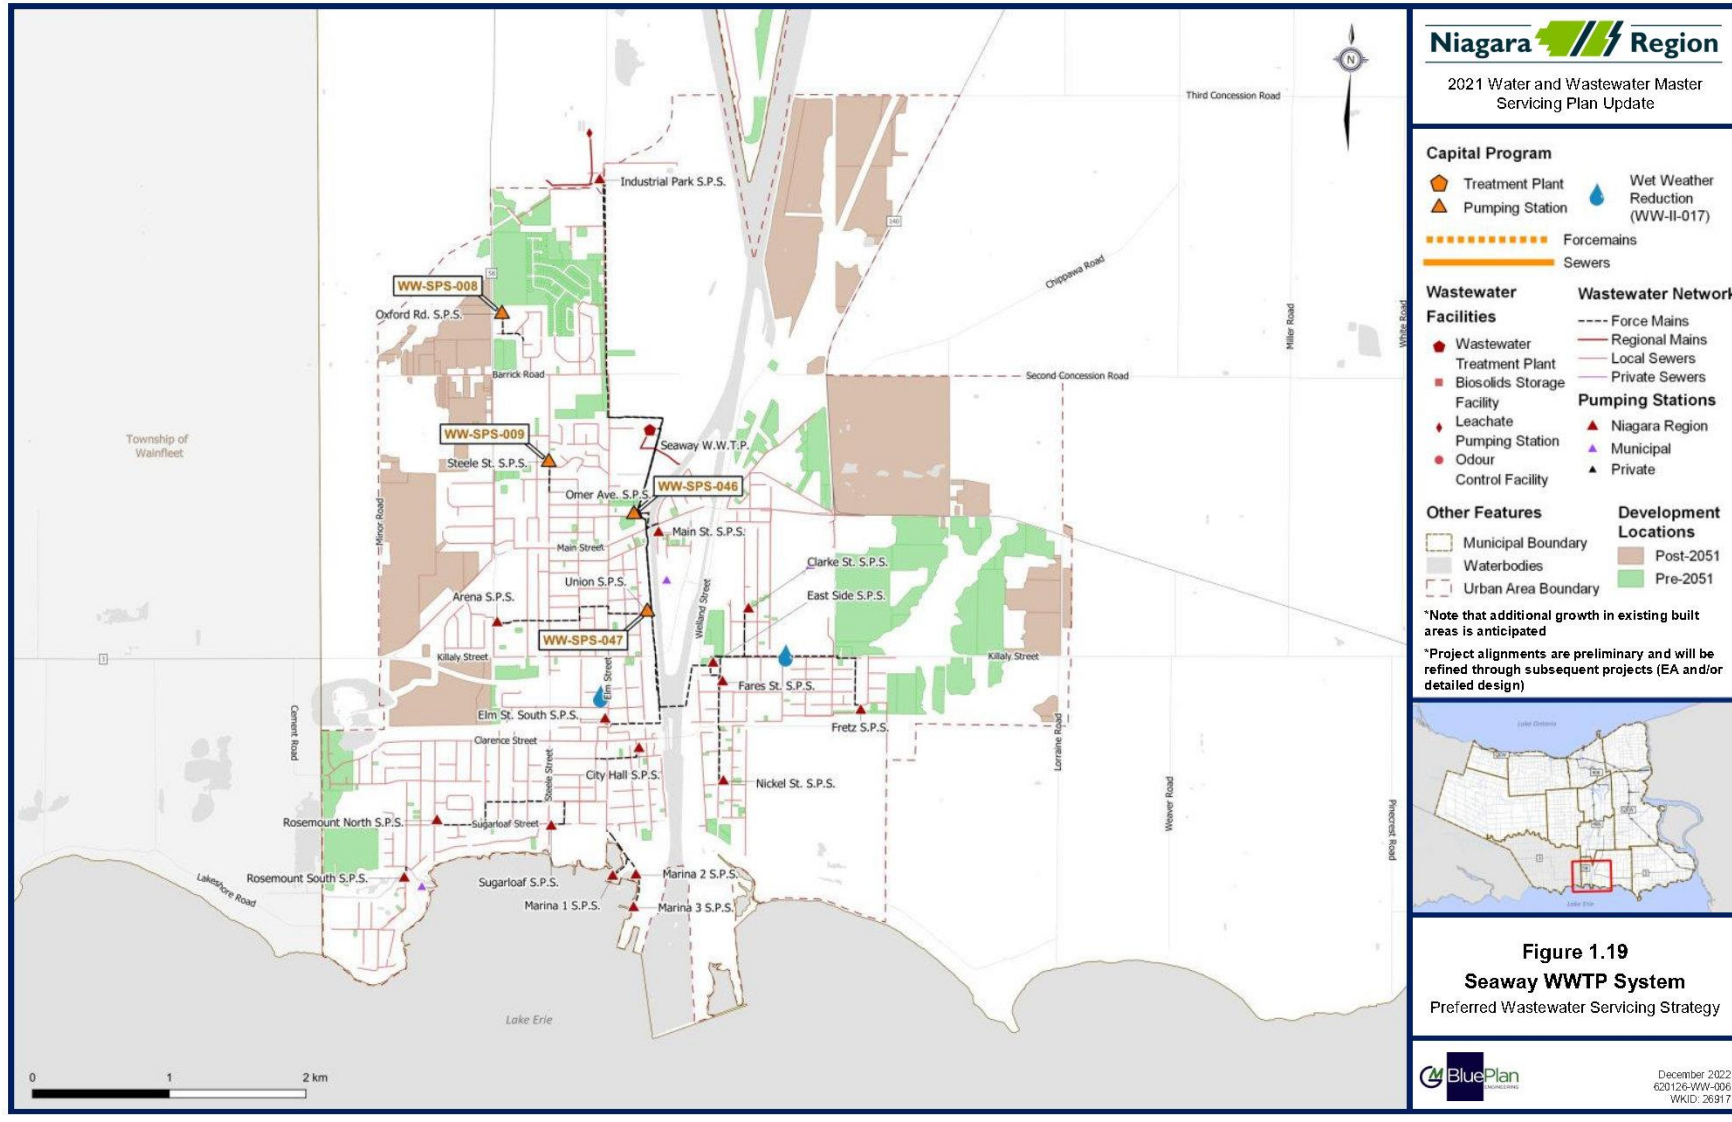 Niagara Region
2021 Water and Wastewater Master
Servicing Plan Update
Capital Program
Treatment Plant
Pumping Station
Wet Weather
Reduction
(WW-II-017)
Forcemains
Sewers
Wastewater
Facilities
Wastewater
Treatment Plant
Biosolids Storage
Facility
Leachate
Pumping Station
Odour
Control Facility
Wastewater Network
Force Mains
Regional Mains
Local Sewers
Private Sewers
Pumping Stations
Niagara Region
Municipal
Private
Other Features
Municipal Boundary
Waterbodies
Urban Area Boundary
Development
Locations
Post-2051
Pre-2051
*Note that additional growth in existing built
areas is anticipated
*Project alignments are preliminary and will be
refined through subsequent projects (EA and/or
detailed design)
Lake Ontario
Lake Erie
Figure 1.19
Seaway WWTP System
Preferred Wastewater Servicing Strategy
GM BluePlan
ENGINEERING
December 2022
620126-WW-006
WKID: 26917
N
Third Concession Road
Industrial Park S.P.S.
140
Chippawa Road
58
WW-SPS-008
Oxford Rd. S.P.S.
Miller Road
White Road
Barrick Road
Second Concession Road
Township of
Wainfleet
WW-SPS-009
Steele St. S.P.S.
Seaway W.W.T.P.
WW-SPS-046
Omer Ave. S.P.S.
Minor Road
Main St. S.P.S.
Main Street
Clarke St. S.P.S.
Union S.P.S.
Welland Street
East Side S.P.S.
Arena S.P.S.
WW-SPS-047
3
Killaly Street
Killaly Street
Elm Street
Fares St. S.P.S.
Elm St. South S.P.S.
Fretz S.P.S.
Cement Road
Clarence Street
Lorraine Road
Steele Street
City Hall S.P.S.
Nickel St. S.P.S.
Weaver Road
Pinecrest Road
Rosemount North S.P.S.
Sugarloaf Street
Lakeshore Road
Rosemount South S.P.S.
Sugarloaf S.P.S.
Marina 2 S.P.S.
Marina 1 S.P.S.
Marina 3 S.P.S.
Lake Erie
0 1 2 km